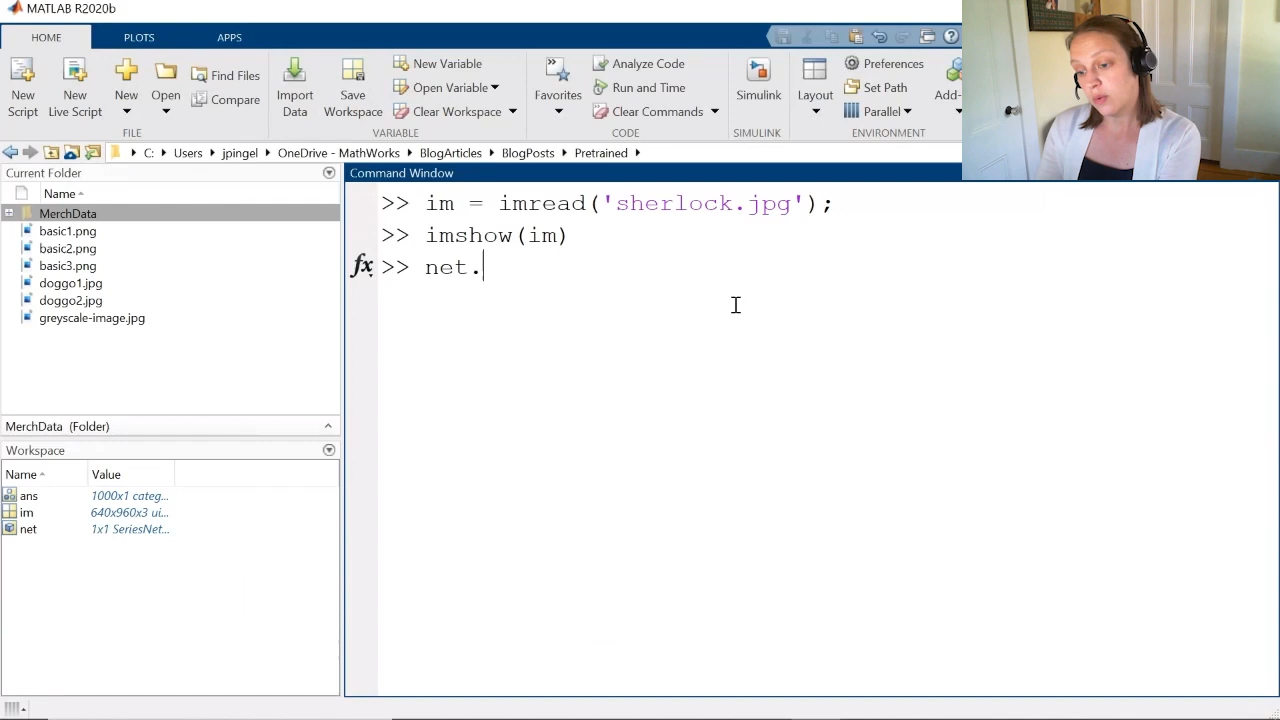 MATLAB R2020b
HOME PLOTS APPS
New Script
New Live Script
New
Open
Find Files
Compare
FILE
Import Data
Save Workspace
New Variable
Open Variable
Clear Workspace
VARIABLE
Favorites
Analyze Code
Run and Time
Clear Commands
CODE
Simulink
SIMULINK
Layout
Preferences
Set Path
Parallel
ENVIRONMENT
Add-
C: Users jpingel OneDrive - MathWorks BlogArticles BlogPosts Pretrained
Current Folder
Name
MerchData
basic1.png
basic2.png
basic3.png
doggo1.jpg
doggo2.jpg
greyscale-image.jpg
MerchData (Folder)
Workspace
Name Value
ans 1000x1 categ...
im 640x960x3 ui...
net 1x1 SeriesNet...
Command Window
>> im = imread('sherlock.jpg');
>> imshow(im)
fx >> net.